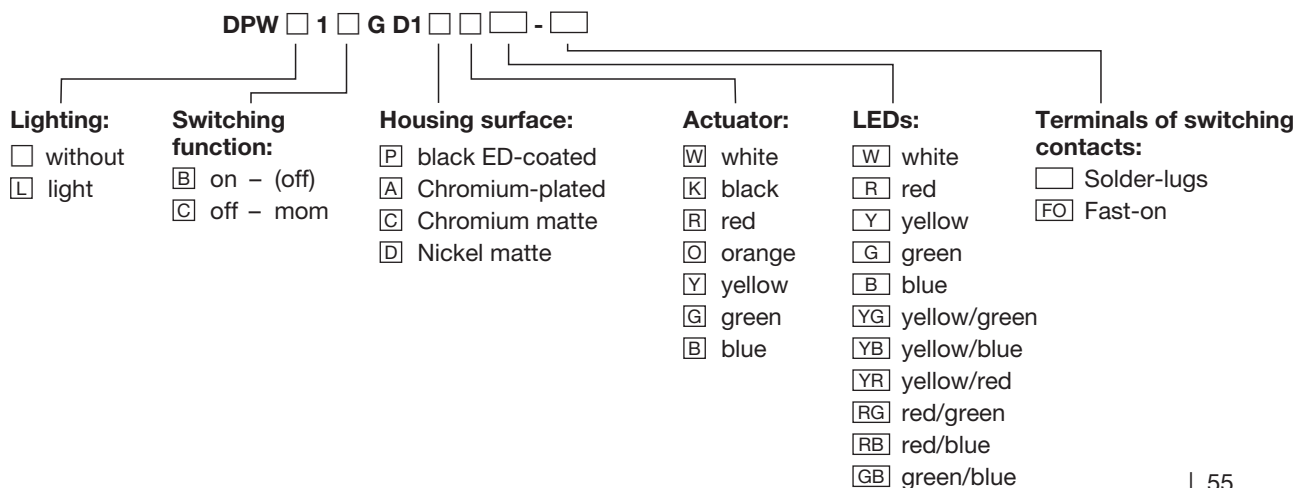 DPW 1 G D1 -
Lighting:
without
L light
Switching
function:
B on – (off)
C off – mom
Housing surface:
P black ED-coated
A Chromium-plated
C Chromium matte
D Nickel matte
Actuator:
W white
K black
R red
O orange
Y yellow
G green
B blue
LEDs:
W white
R red
Y yellow
G green
B blue
YG yellow/green
YB yellow/blue
YR yellow/red
RG red/green
RB red/blue
GB green/blue
Terminals of switching
contacts:
Solder-lugs
FO Fast-on
| 55